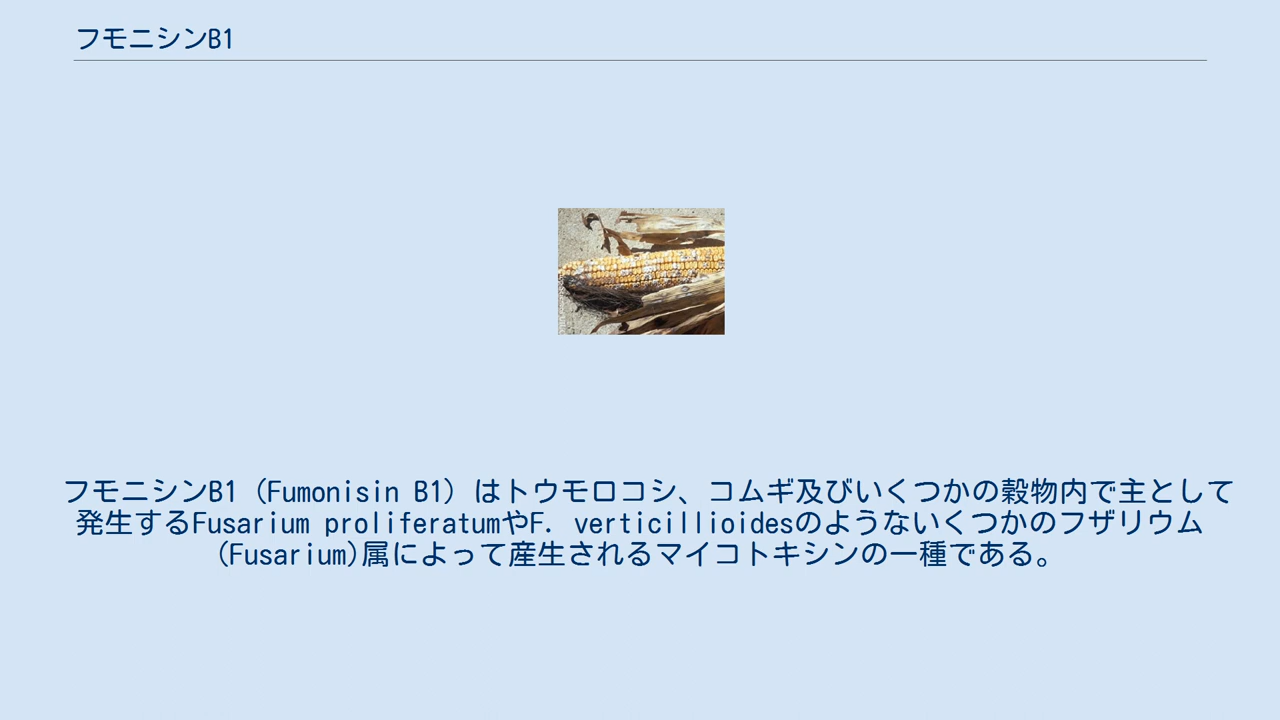 フモニシンB1
フモニシンB1（Fumonisin B1）はトウモロコシ、コムギ及びいくつかの穀物内で主として
発生するFusarium proliferatumやF. verticillioidesのようないくつかのフザリウム
(Fusarium)属によって産生されるマイコトキシンの一種である。